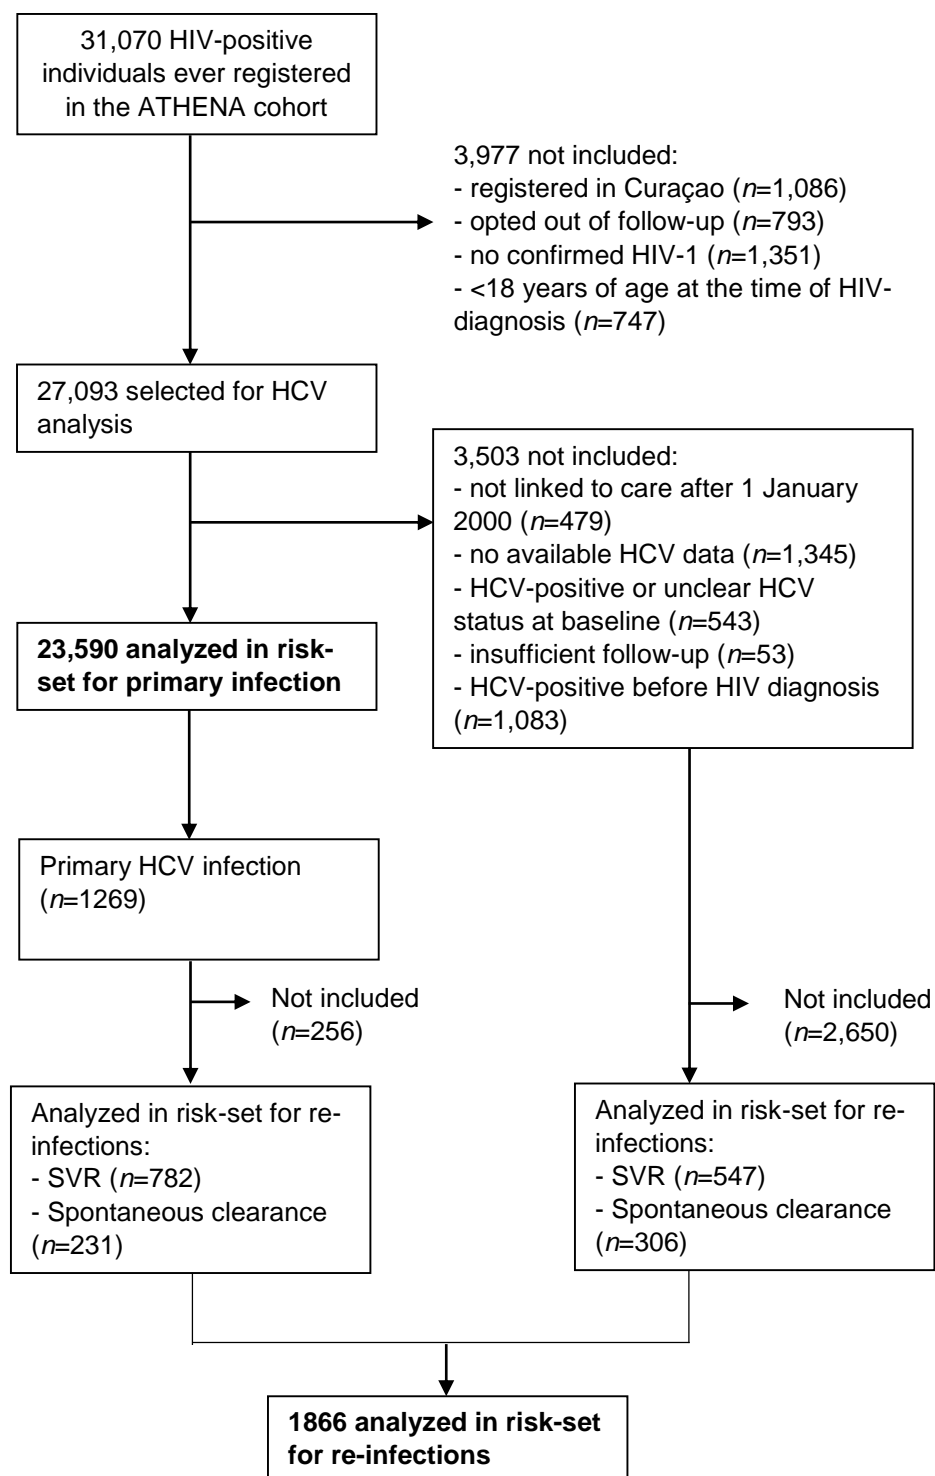 31,070 HIV-positive
individuals ever registered
in the ATHENA cohort
3,977 not included:
- registered in Curaçao (n=1,086)
- opted out of follow-up (n=793)
- no confirmed HIV-1 (n=1,351)
- <18 years of age at the time of HIV-
diagnosis (n=747)
27,093 selected for HCV
analysis
3,503 not included:
- not linked to care after 1 January
2000 (n=479)
- no available HCV data (n=1,345)
- HCV-positive or unclear HCV
status at baseline (n=543)
- insufficient follow-up (n=53)
- HCV-positive before HIV diagnosis
(n=1,083)
23,590 analyzed in risk-
set for primary infection
Primary HCV infection
(n=1269)
Not included
(n=256)
Not included
(n=2,650)
Analyzed in risk-set for re-
infections:
- SVR (n=782)
- Spontaneous clearance
(n=231)
Analyzed in risk-set for re-
infections:
- SVR (n=547)
- Spontaneous clearance
(n=306)
1866 analyzed in risk-set
for re-infections